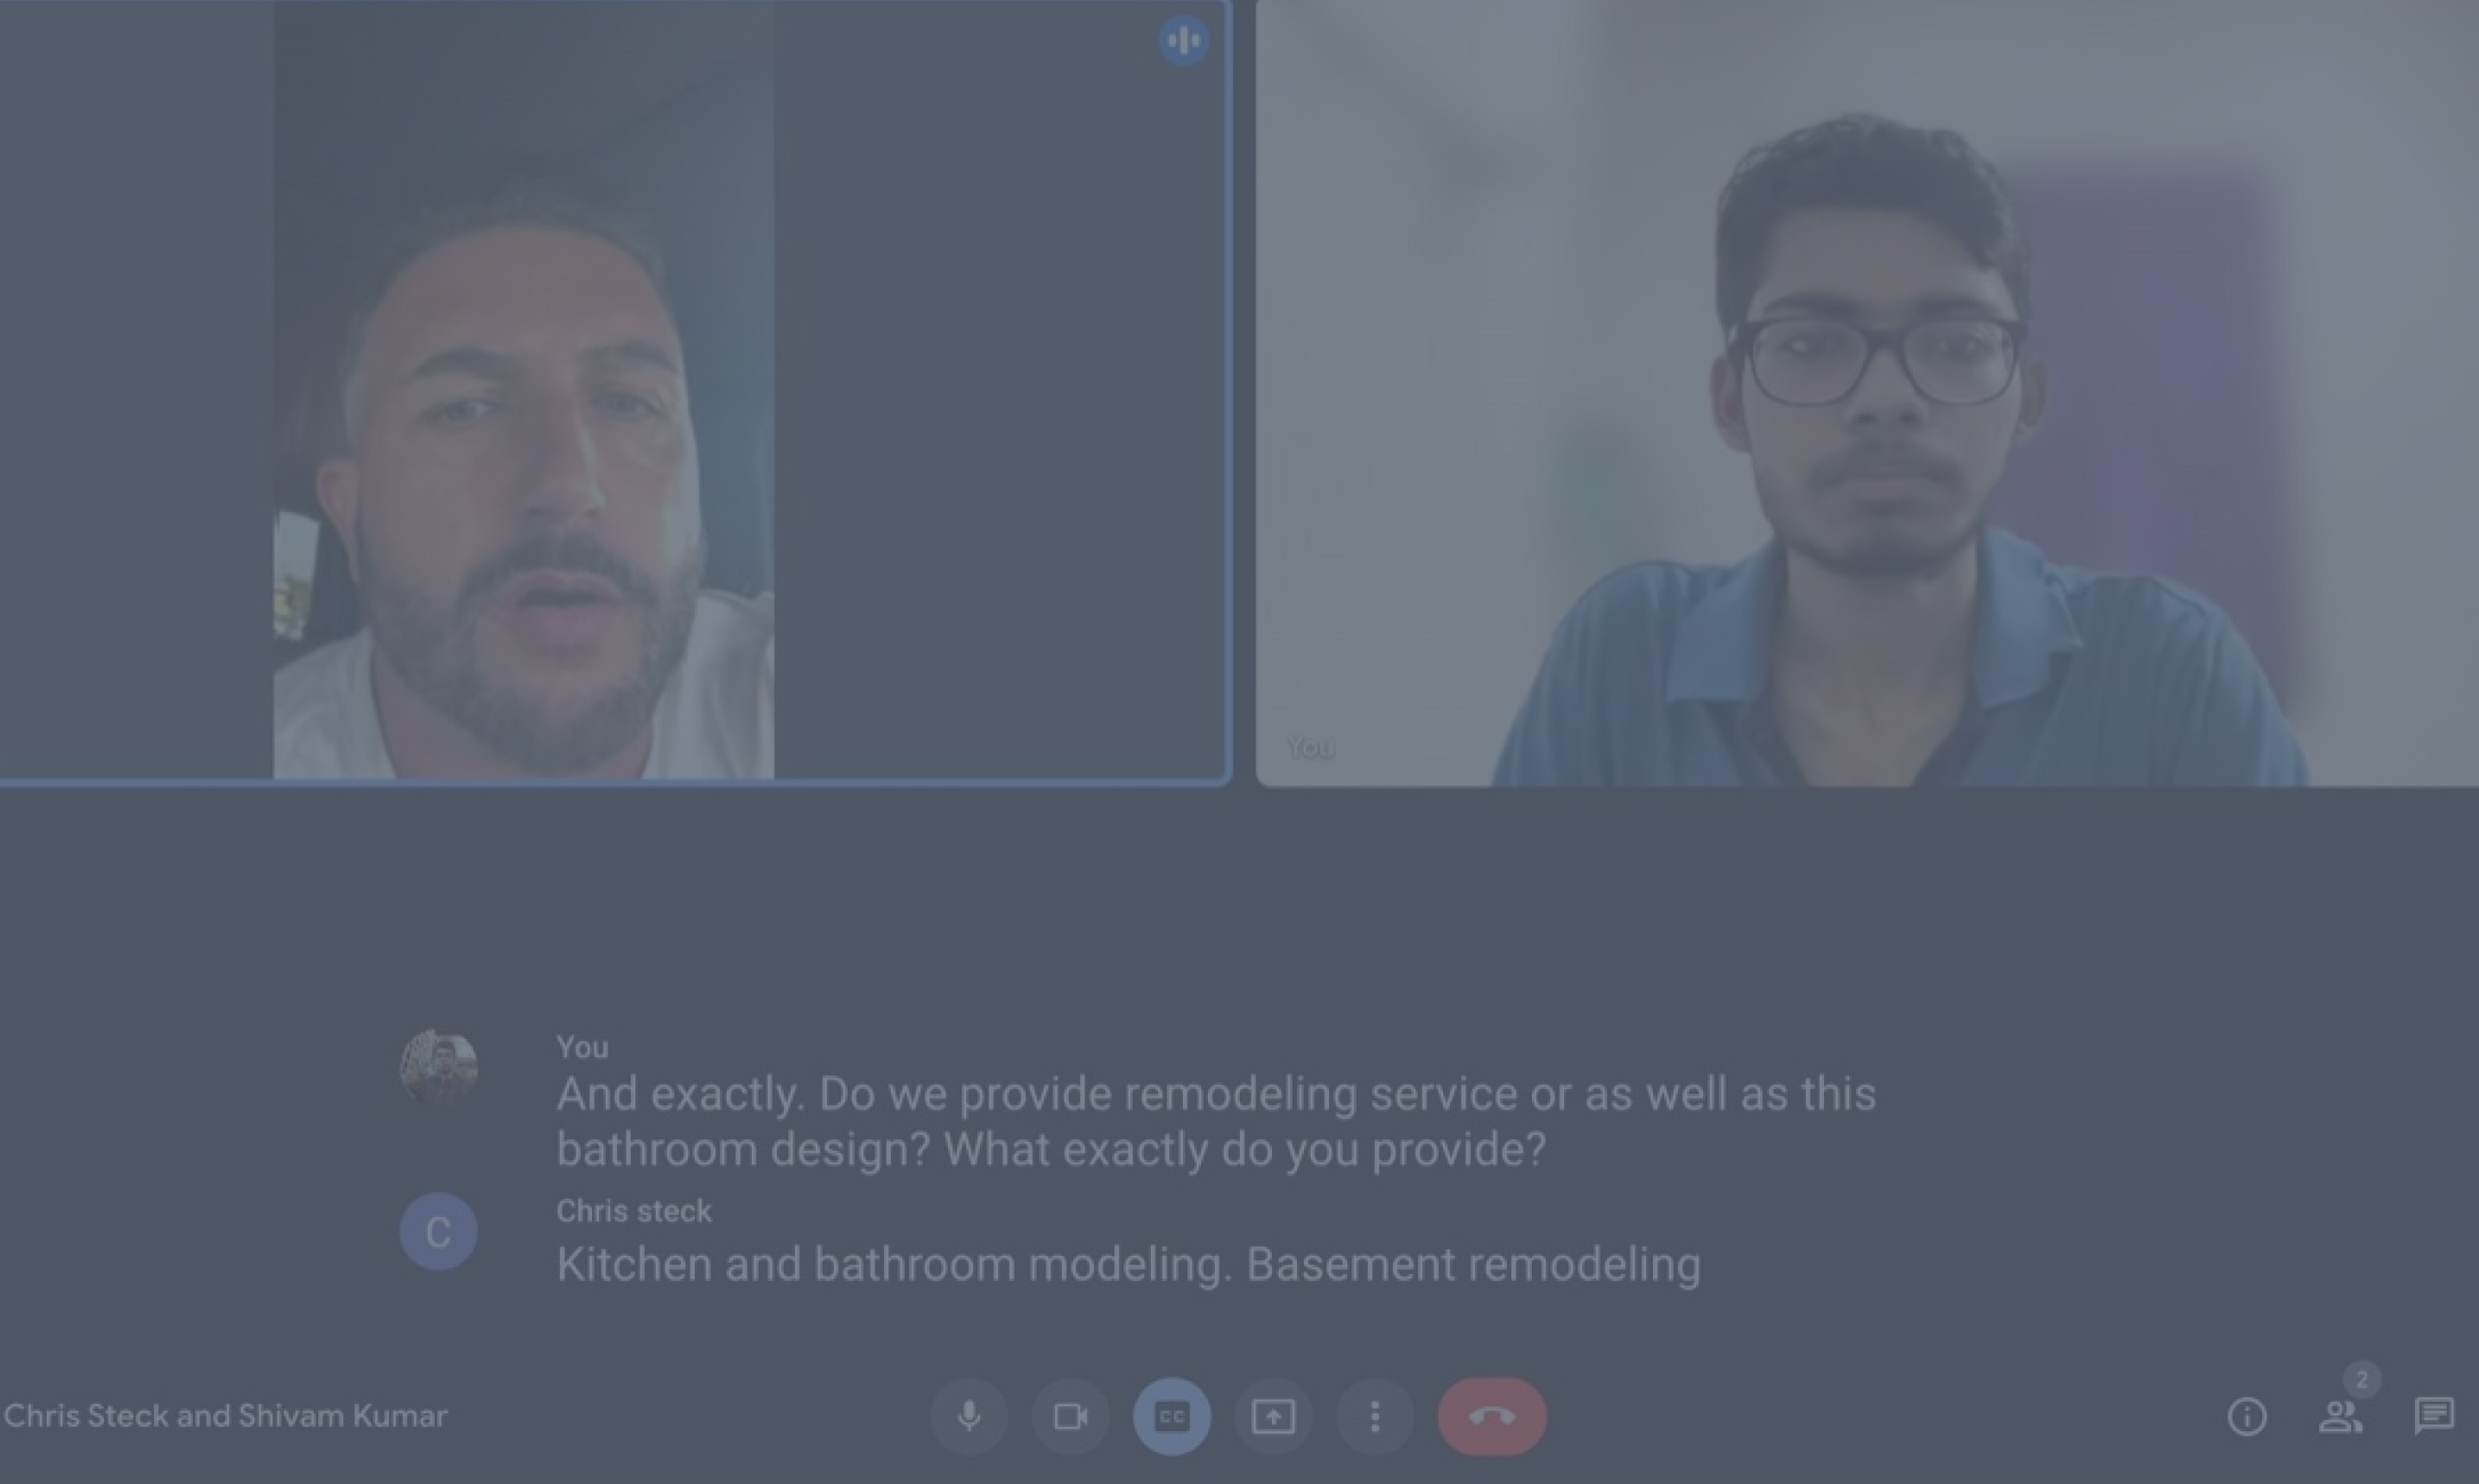 You
You
And exactly. Do we provide remodeling service or as well as this
bathroom design? What exactly do you provide?
C
Chris steck
Kitchen and bathroom modeling. Basement remodeling
Chris Steck and Shivam Kumar
CC
2